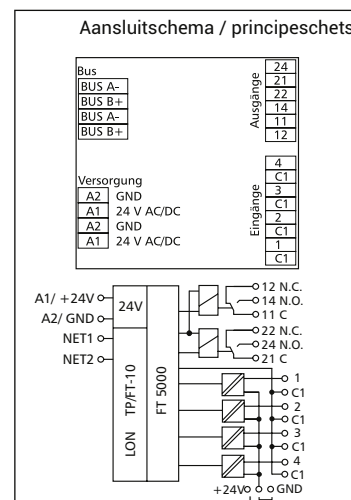 Aansluitschema / principeschets
Bus
BUS A-
BUS B+
BUS A-
BUS B+
Ausgänge
24
21
22
14
11
12
Versorgung
A2 GND
A1 24 V AC/DC
A2 GND
A1 24 V AC/DC
Eingänge
4
C1
3
C1
2
C1
1
C1
A1/ +24V
A2/ GND
NET1
NET2
24V
LON TP/FT-10
FT 5000
12 N.C.
14 N.O.
11 C
22 N.C.
24 N.O.
21 C
1
C1
2
C1
3
C1
4
C1
+24V GND